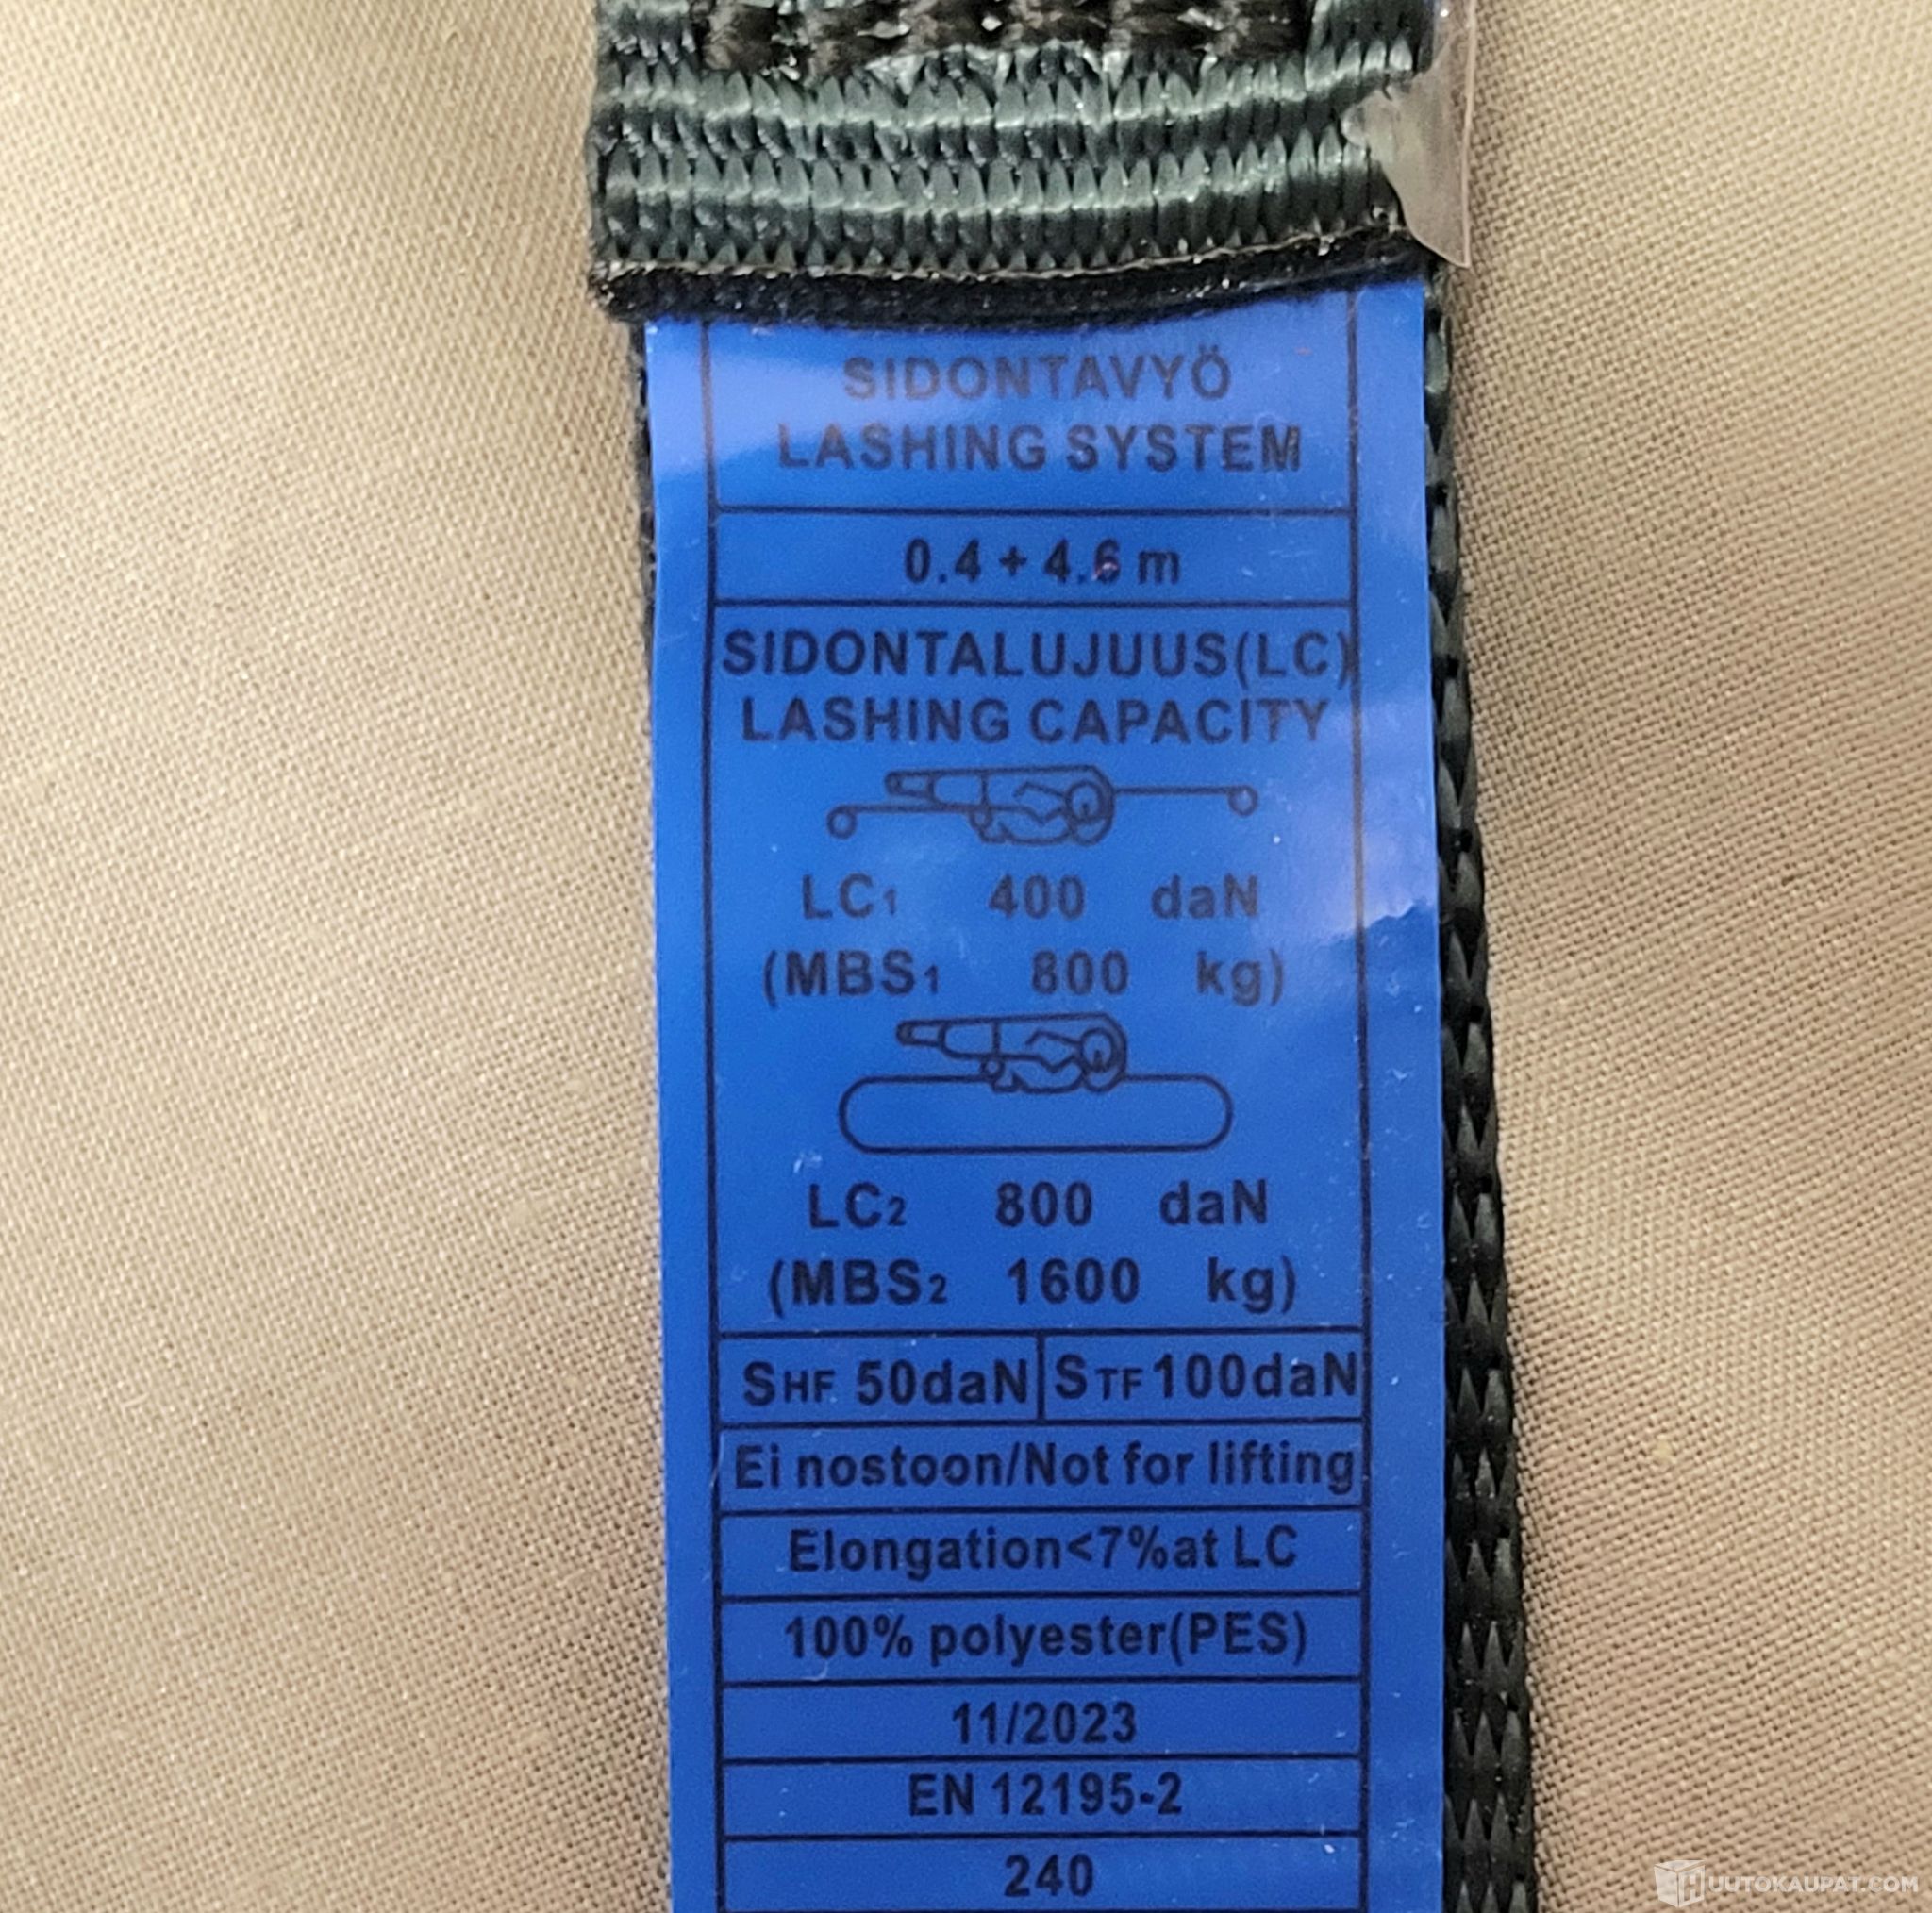 SIDONTAVYÖ
LASHING SYSTEM
0.4 + 4.6 m
SIDONTALUJUUS(LC)
LASHING CAPACITY
LC1 400 daN
(MBS1 800 kg)
LC2 800 daN
(MBS2 1600 kg)
SHF 50daN STF 100daN
Ei nostoon/Not for lifting
Elongation<7%at LC
100% polyester(PES)
11/2023
EN 12195-2
240
HUUTOKAUPAT.COM